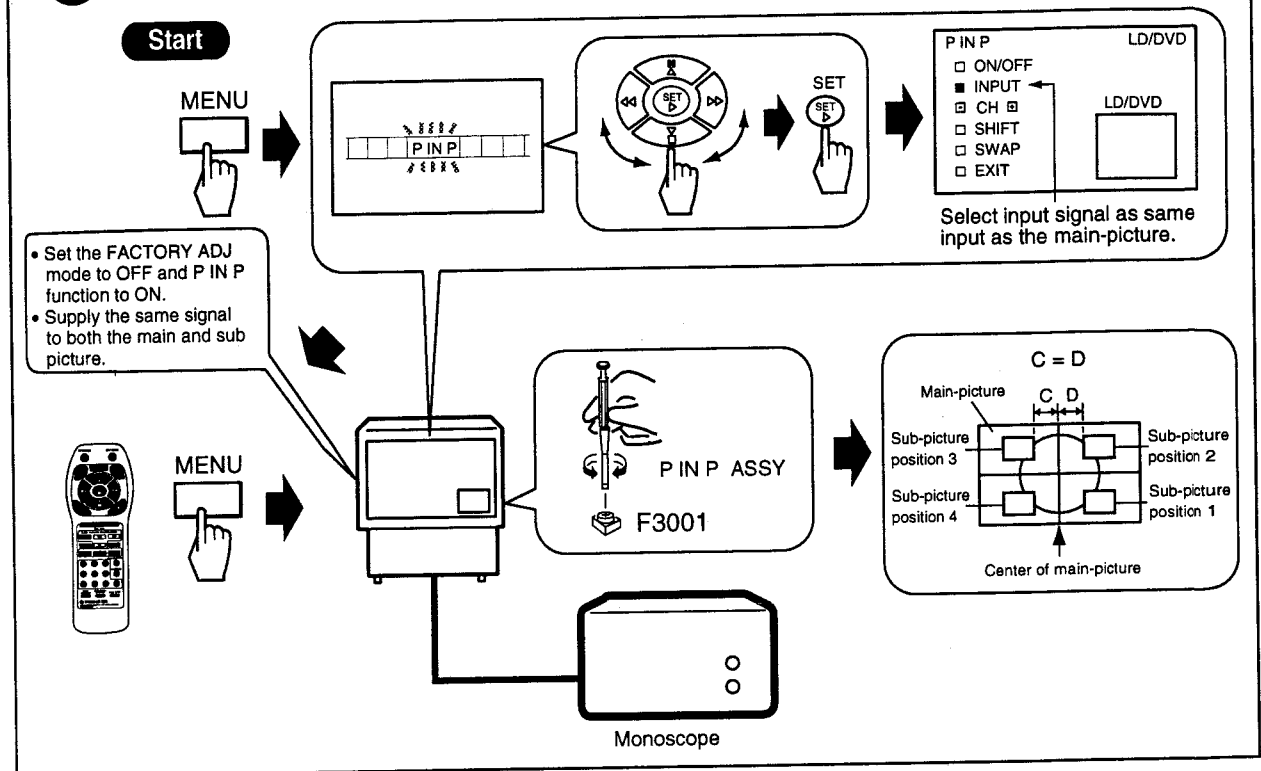 Start
MENU
P IN P
SET
SET
SET
P IN P
LD/DVD
ON/OFF
INPUT
CH
SHIFT
SWAP
EXIT
LD/DVD
Select input signal as same
input as the main-picture.
• Set the FACTORY ADJ
mode to OFF and P IN P
function to ON.
• Supply the same signal
to both the main and sub
picture.
MENU
P IN P ASSY
F3001
C = D
Main-picture
C D
Sub-picture
position 3
Sub-picture
position 2
Sub-picture
position 4
Sub-picture
position 1
Center of main-picture
Monoscope